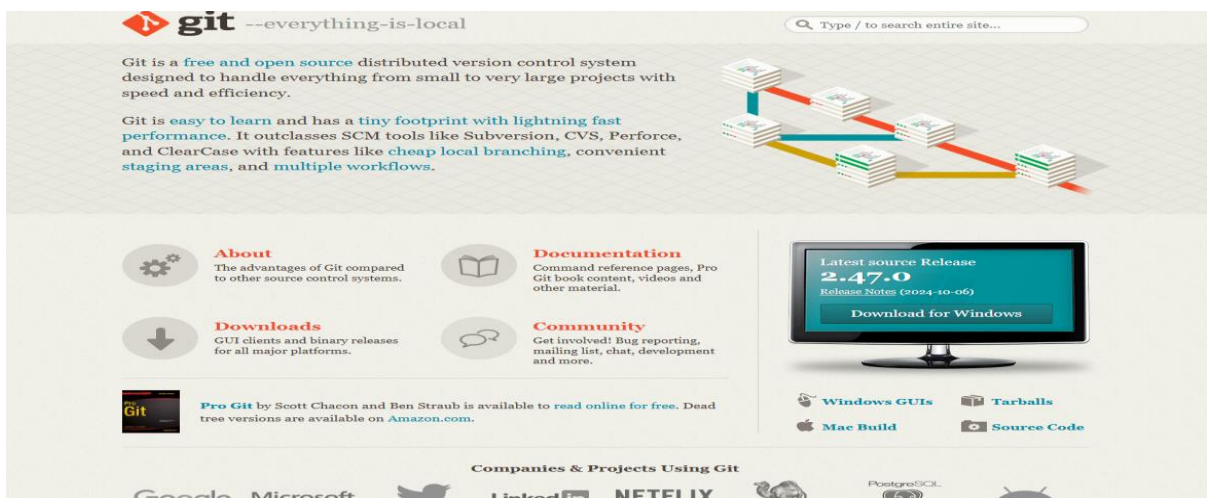 git --everything-is-local
Type / to search entire site...
Git is a free and open source distributed version control system
designed to handle everything from small to very large projects with
speed and efficiency.
Git is easy to learn and has a tiny footprint with lightning fast
performance. It outclasses SCM tools like Subversion, CVS, Perforce,
and ClearCase with features like cheap local branching, convenient
staging areas, and multiple workflows.
About
The advantages of Git compared
to other source control systems.
Documentation
Command reference pages, Pro
Git book content, videos and
other material.
Downloads
GUI clients and binary releases
for all major platforms.
Community
Get involved! Bug reporting,
mailing list, chat, development
and more.
Latest source Release
2.47.0
Release Notes (2024-10-06)
Download for Windows
Windows GUIs
Tarballs
Mac Build
Source Code
Pro
Git
Pro Git by Scott Chacon and Ben Straub is available to read online for free. Dead
tree versions are available on Amazon.com.
Companies & Projects Using Git
Google Microsoft LinkedIn NETFLIX PostgreSQL